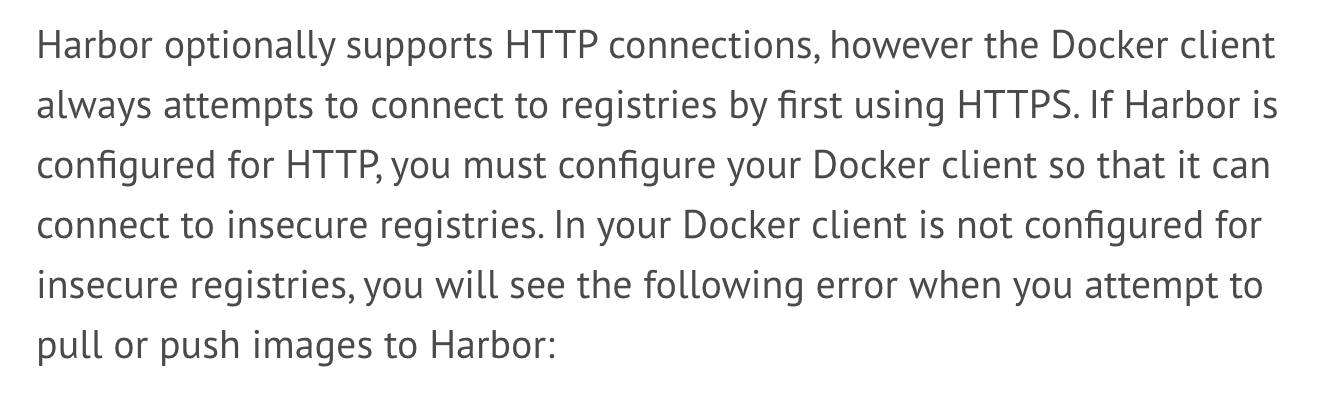 Harbor optionally supports HTTP connections, however the Docker client
always attempts to connect to registries by first using HTTPS. If Harbor is
configured for HTTP, you must configure your Docker client so that it can
connect to insecure registries. In your Docker client is not configured for
insecure registries, you will see the following error when you attempt to
pull or push images to Harbor: